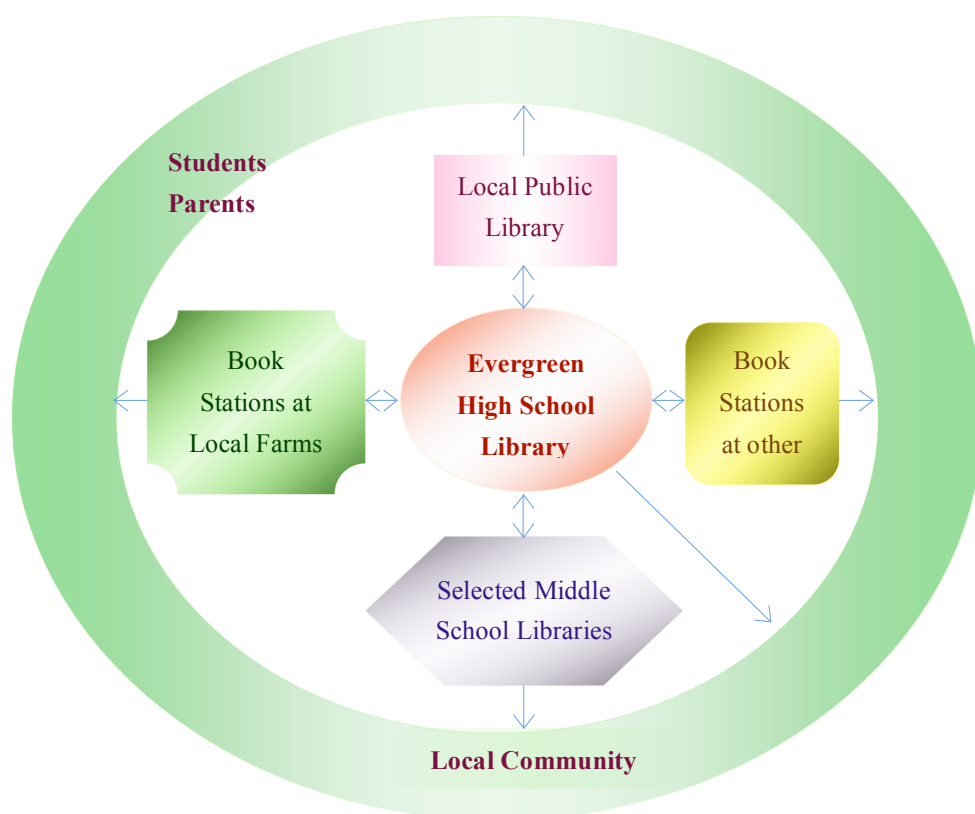 Students
Parents
Local Public
Library
Book
Stations at
Local Farms
Evergreen
High School
Library
Book
Stations
at other
Selected Middle
School Libraries
Local Community